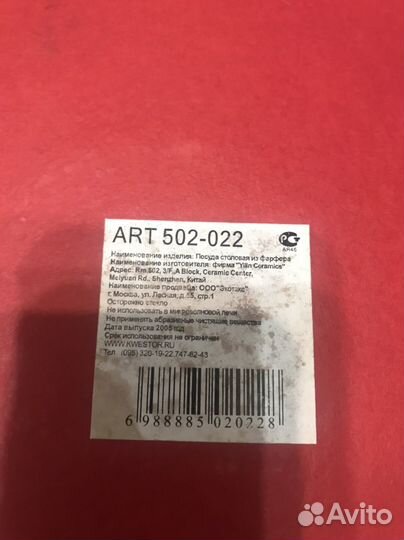 ART 502-022
АЯ46
Наименование изделия: Посуда столовая из фарфера
Наименование изготовителя: фирма "Yilin Ceramics"
Адрес: Rm.502, 3/F, A Block, Ceramic Center,
Meiyuan Rd., Shenzhen, Китай
Наименование продавца: ООО"Экотэкс"
г. Москва, ул. Лесная, д.55, стр.1
Осторожно стекло
Не использовать в микроволновой печи
Не применять абразивные чистящие вещества
Дата выпуска 2005 год
Срок использования не ограничен
WWW.KWESTOR.RU
Тел. (095) 320-19-22,747-62-43
6 988885 020228
Avito